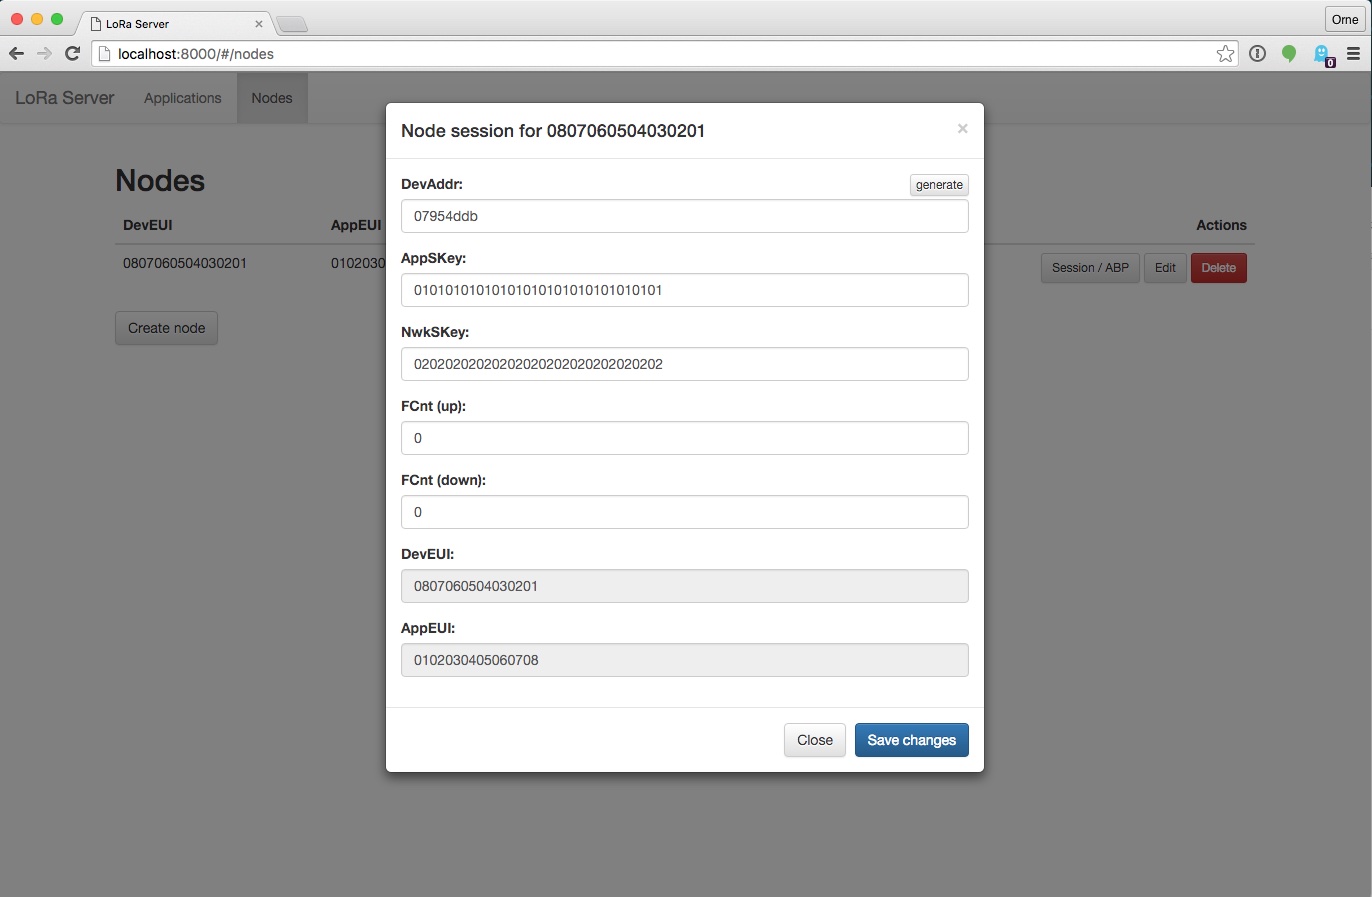 LoRa Server
Orne
localhost:8000/#/nodes
0
LoRa Server Applications Nodes
Node session for 0807060504030201 ×
Nodes
DevAddr: generate
07954ddb
DevEUI AppEUI Actions
AppSKey:
0807060504030201 0102030 Session / ABP Edit Delete
01010101010101010101010101010101
Create node
NwkSKey:
02020202020202020202020202020202
FCnt (up):
0
FCnt (down):
0
DevEUI:
0807060504030201
AppEUI:
0102030405060708
Close Save changes